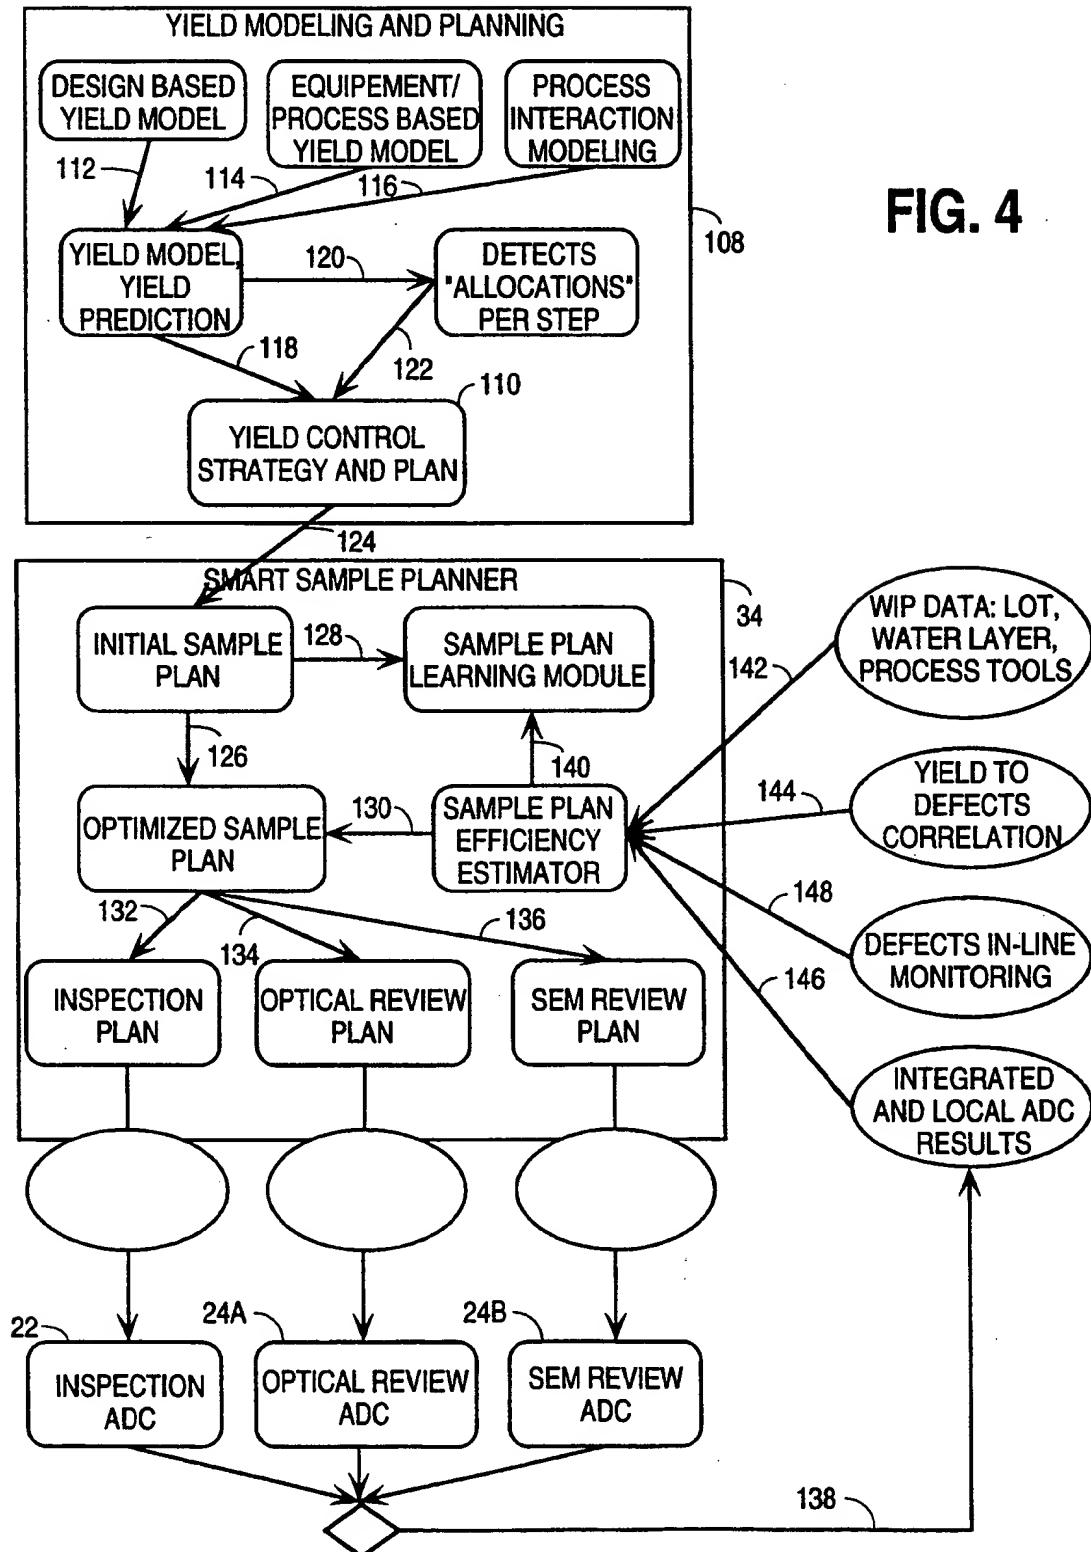 YIELD MODELING AND PLANNING
DESIGN BASED
YIELD MODEL
EQUIPEMENT/
PROCESS BASED
YIELD MODEL
PROCESS
INTERACTION
MODELING
112
114
116
FIG. 4
108
YIELD MODEL,
YIELD
PREDICTION
120
DETECTS
"ALLOCATIONS"
PER STEP
118
122
110
YIELD CONTROL
STRATEGY AND PLAN
124
SMART SAMPLE PLANNER
34
INITIAL SAMPLE
PLAN
128
SAMPLE PLAN
LEARNING MODULE
142
WIP DATA: LOT,
WATER LAYER,
PROCESS TOOLS
126
140
OPTIMIZED SAMPLE
PLAN
130
SAMPLE PLAN
EFFICIENCY
ESTIMATOR
144
YIELD TO
DEFECTS
CORRELATION
132
134
136
148
DEFECTS IN-LINE
MONITORING
146
INSPECTION
PLAN
OPTICAL REVIEW
PLAN
SEM REVIEW
PLAN
INTEGRATED
AND LOCAL ADC
RESULTS
22
24A
24B
INSPECTION
ADC
OPTICAL REVIEW
ADC
SEM REVIEW
ADC
138